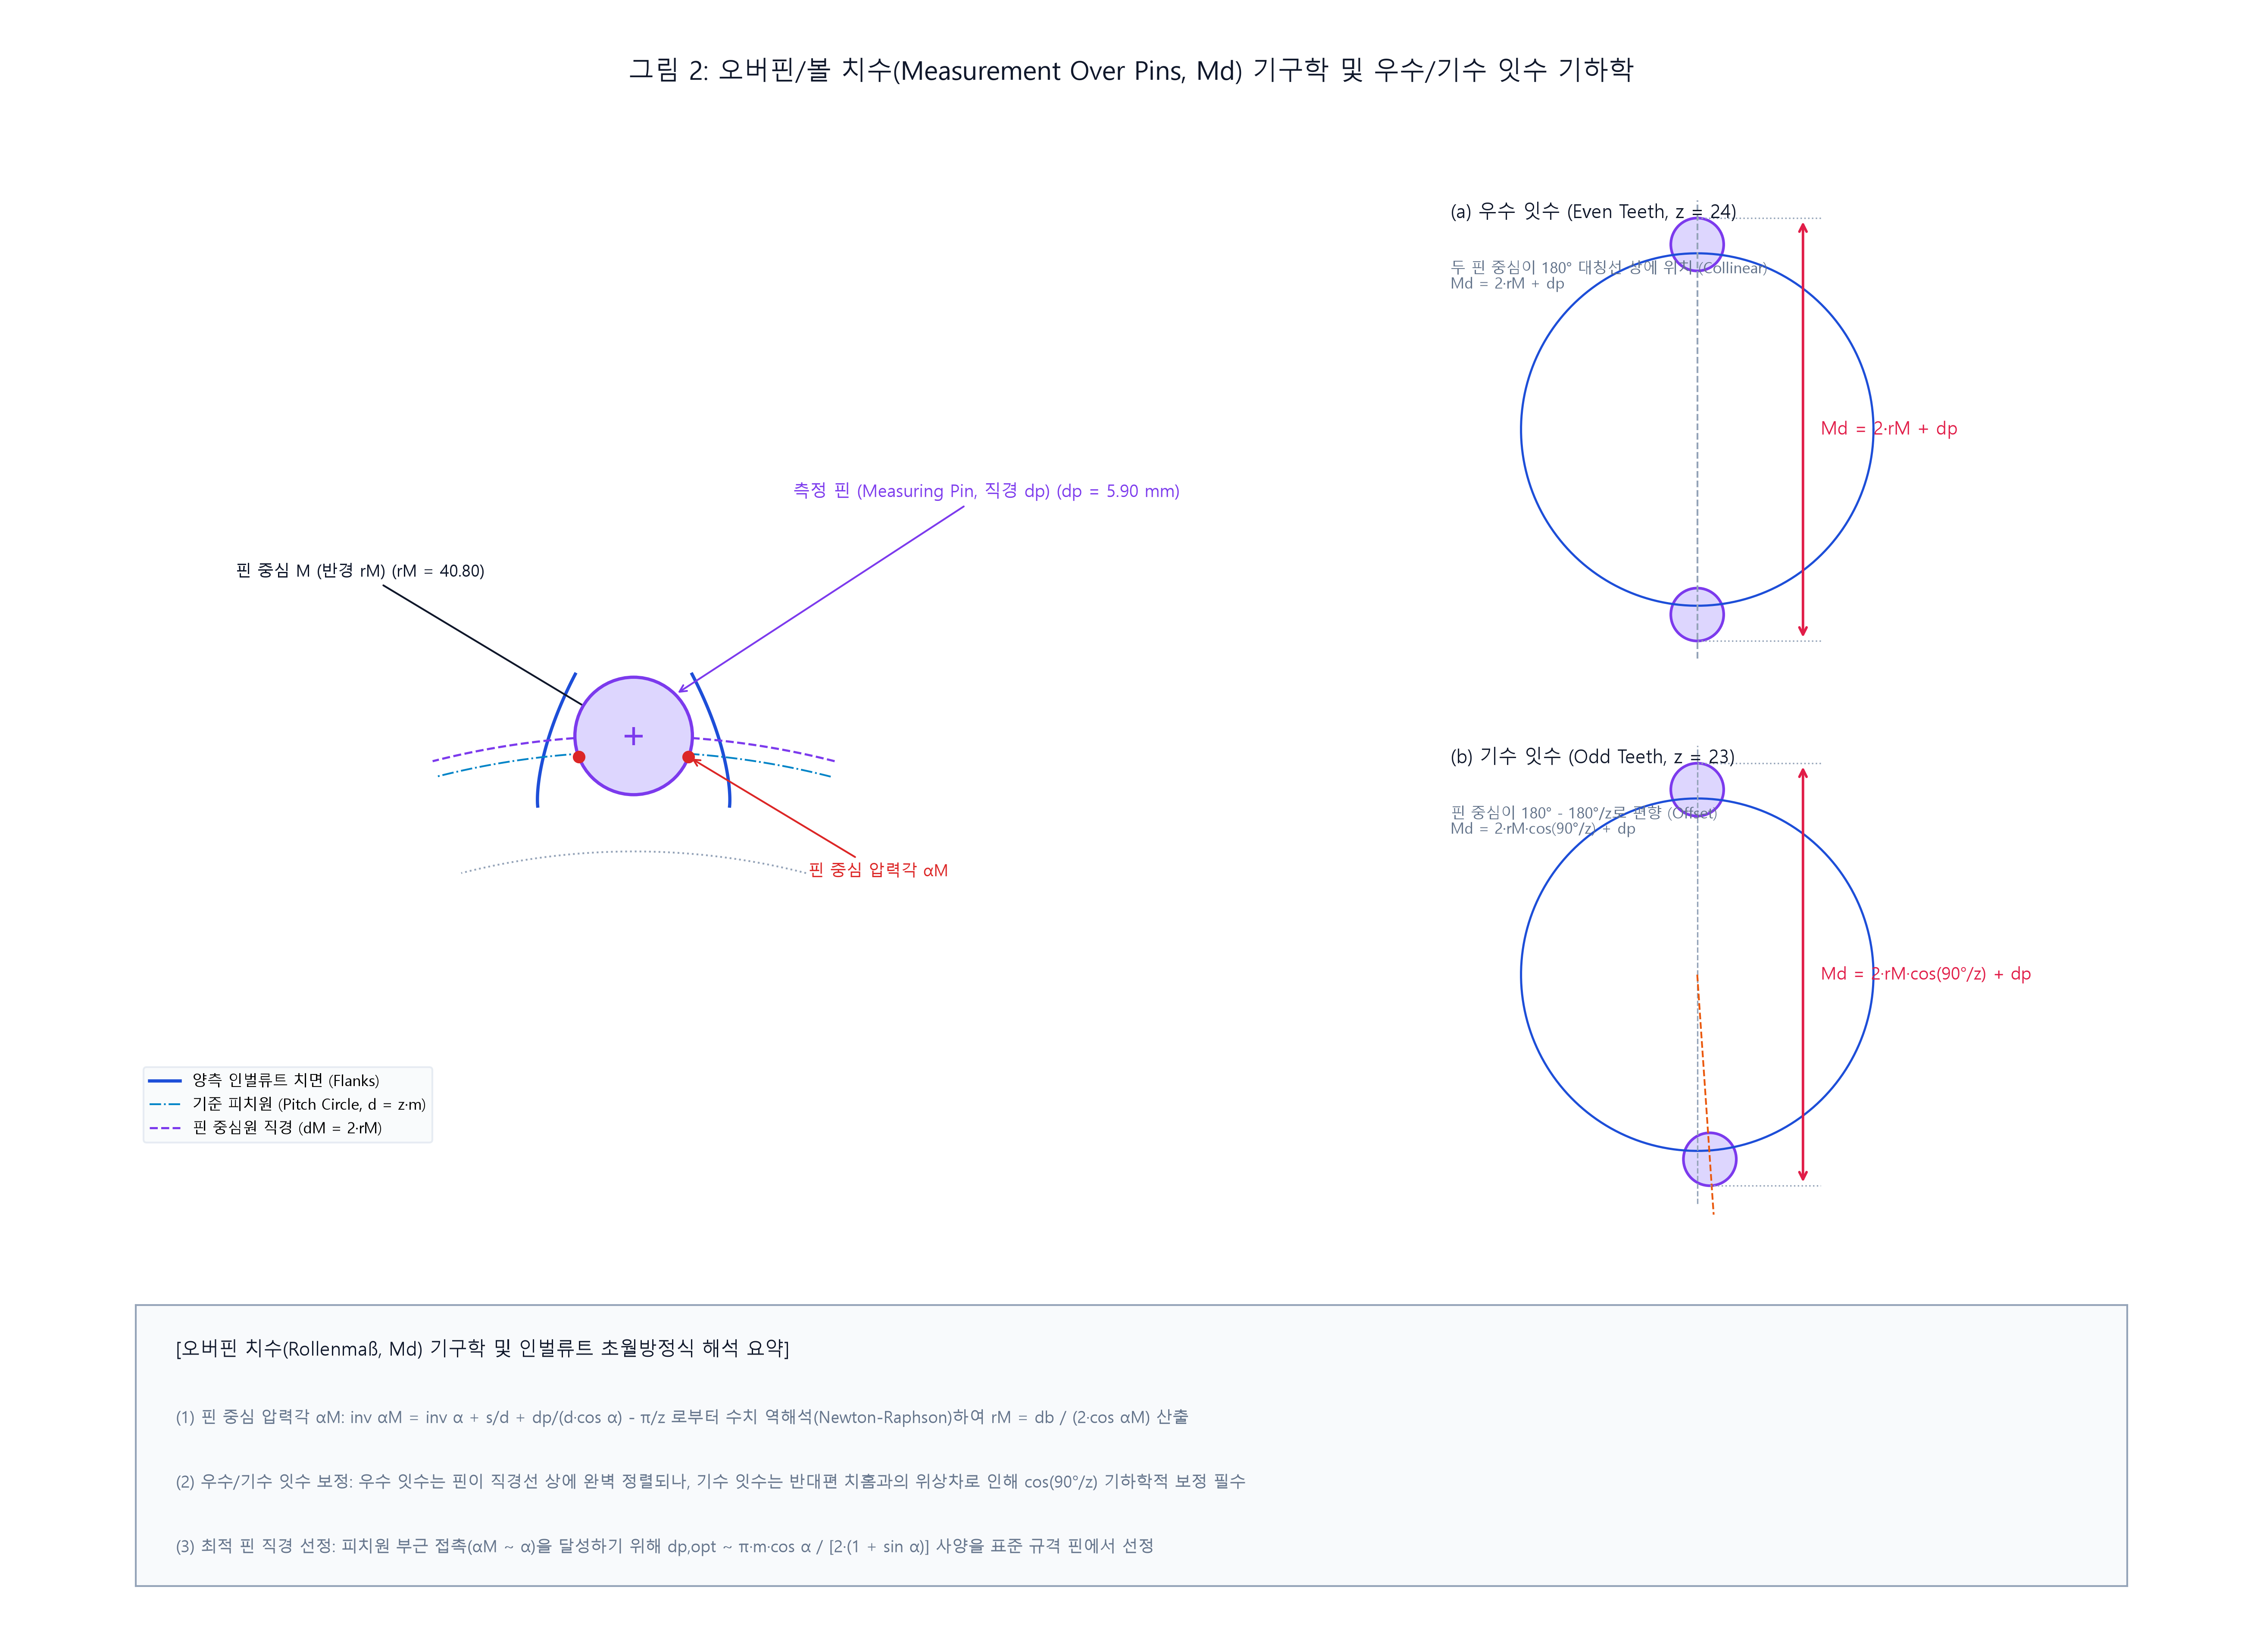 그림 2: 오버핀/볼 치수(Measurement Over Pins, Md) 기구학 및 우수/기수 잇수 기하학
(a) 우수 잇수 (Even Teeth, z = 24)
두 핀 중심이 180° 대칭선 상에 위치 (Collinear)
Md = 2·rM + dp
Md = 2·rM + dp
측정 핀 (Measuring Pin, 직경 dp) (dp = 5.90 mm)
핀 중심 M (반경 rM) (rM = 40.80)
핀 중심 압력각 αM
(b) 기수 잇수 (Odd Teeth, z = 23)
핀 중심이 180° - 180°/z로 편향 (Offset)
Md = 2·rM·cos(90°/z) + dp
Md = 2·rM·cos(90°/z) + dp
양측 인벌류트 치면 (Flanks)
기준 피치원 (Pitch Circle, d = z·m)
핀 중심원 직경 (dM = 2·rM)
[오버핀 치수(Rollenmaß, Md) 기구학 및 인벌류트 초월방정식 해석 요약]
(1) 핀 중심 압력각 αM: inv αM = inv α + s/d + dp/(d·cos α) - π/z 로부터 수치 역해석(Newton-Raphson)하여 rM = db / (2·cos αM) 산출
(2) 우수/기수 잇수 보정: 우수 잇수는 핀이 직경선 상에 완벽 정렬되나, 기수 잇수는 반대편 치홈과의 위상차로 인해 cos(90°/z) 기하학적 보정 필수
(3) 최적 핀 직경 선정: 피치원 부근 접촉(αM ~ α)을 달성하기 위해 dp,opt ~ π·m·cos α / [2·(1 + sin α)] 사양을 표준 규격 핀에서 선정